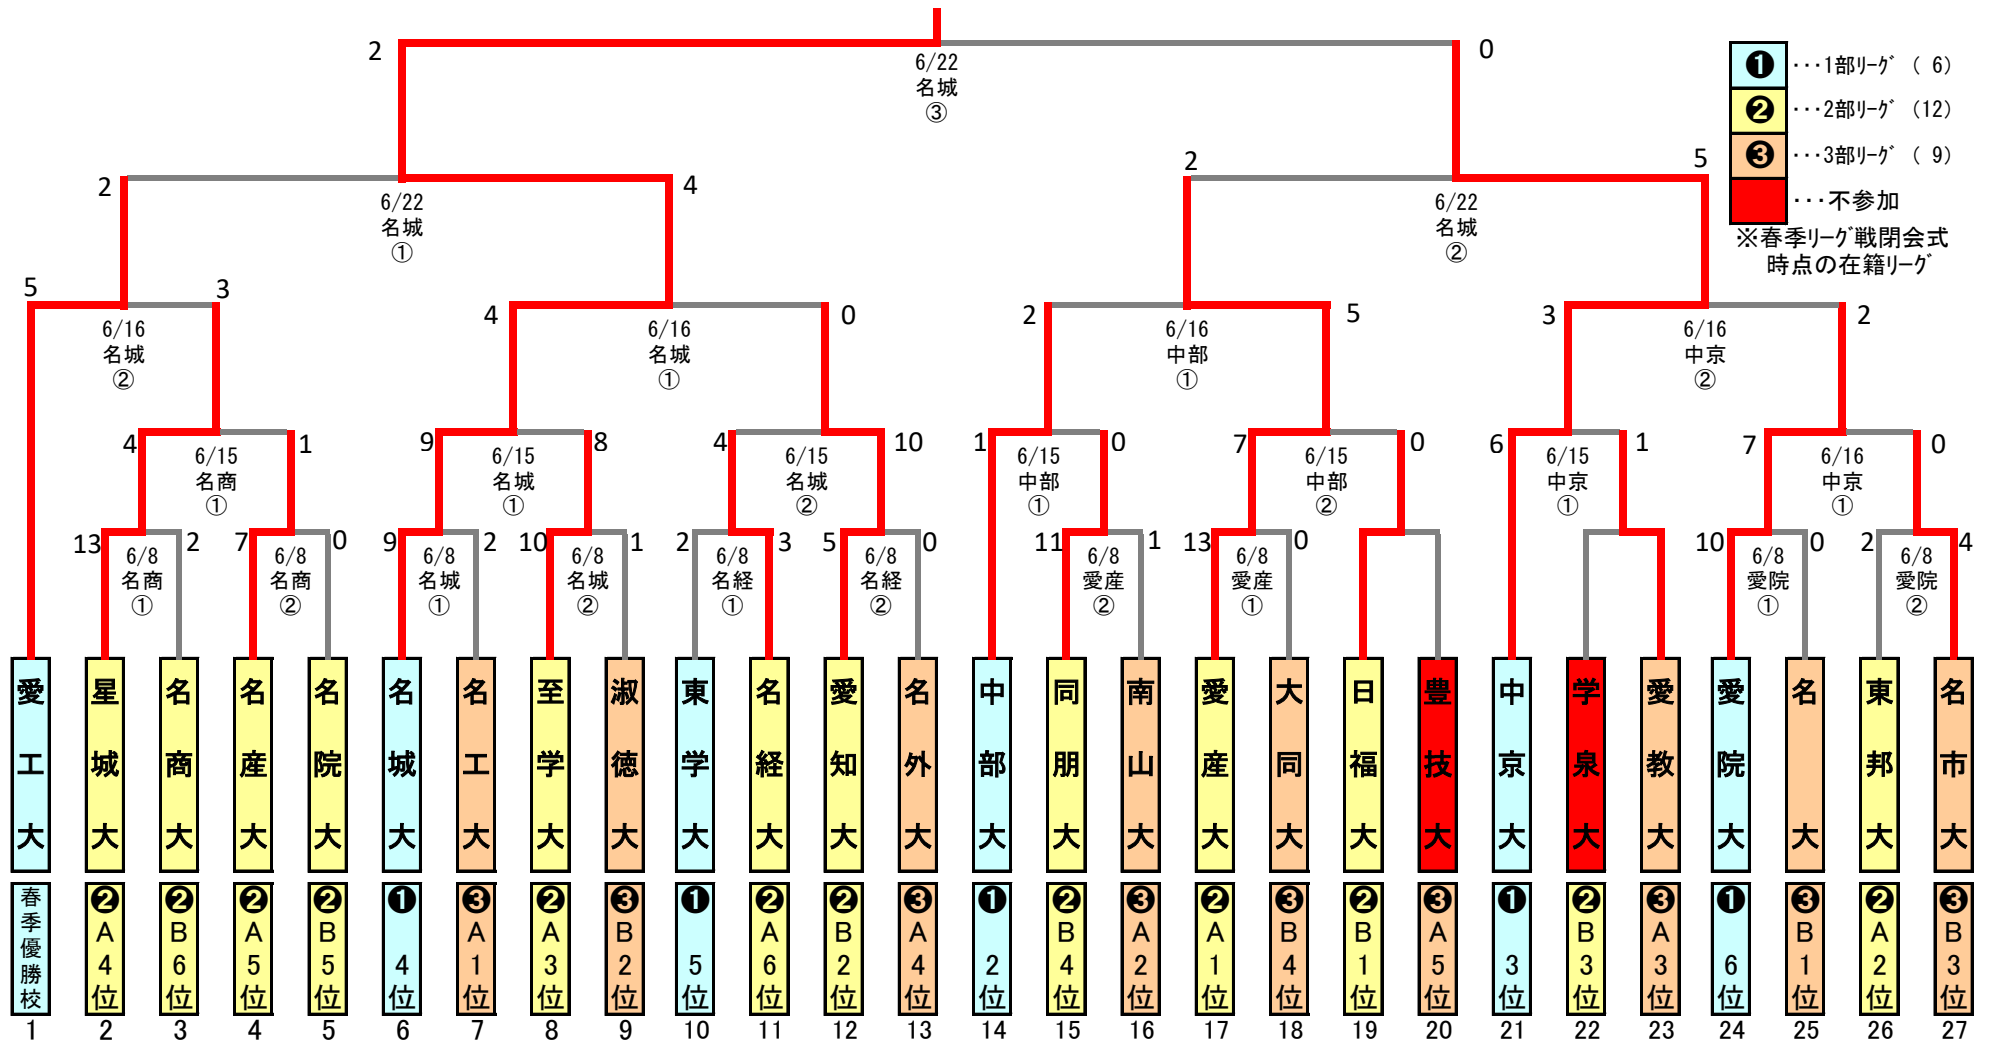 2
0
6/22
名城
③
❶ ・・・1部リーグ ( 6)
❷ ・・・2部リーグ (12)
❸ ・・・3部リーグ ( 9)
・・・不参加
※春季リーグ戦閉会式
時点の在籍リーグ
2
4
6/22
名城
①
2
5
6/22
名城
②
5
3
6/16
名城
②
4
0
6/16
名城
①
2
5
6/16
中部
①
3
2
6/16
中京
②
4
1
6/15
名商
①
9
8
6/15
名城
①
4
10
6/15
名城
②
1
0
6/15
中部
①
7
0
6/15
中部
②
6
1
6/15
中京
①
7
0
6/16
中京
①
13
2
6/8
名商
①
7
0
6/8
名商
②
9
2
6/8
名城
①
10
1
6/8
名城
②
2
3
6/8
名経
①
5
0
6/8
名経
②
11
1
6/8
愛産
②
13
0
6/8
愛産
①
10
0
6/8
愛院
①
2
4
6/8
愛院
②
愛工大
星城大
名商大
名産大
名院大
名城大
名工大
至学大
淑徳大
東学大
名経大
愛知大
名外大
中部大
同朋大
南山大
愛産大
大同大
日福大
豊技大
中京大
学泉大
愛教大
愛院大
名大
東邦大
名市大
春季優勝校
❷A4位
❷B6位
❷A5位
❷B5位
❶4位
❸A1位
❷A3位
❸B2位
❶5位
❷A6位
❷B2位
❸A4位
❶2位
❷B4位
❸A2位
❷A1位
❸B4位
❷B1位
❸A5位
❶3位
❷B3位
❸A3位
❶6位
❸B1位
❷A2位
❸B3位
1 2 3 4 5 6 7 8 9 10 11 12 13 14 15 16 17 18 19 20 21 22 23 24 25 26 27